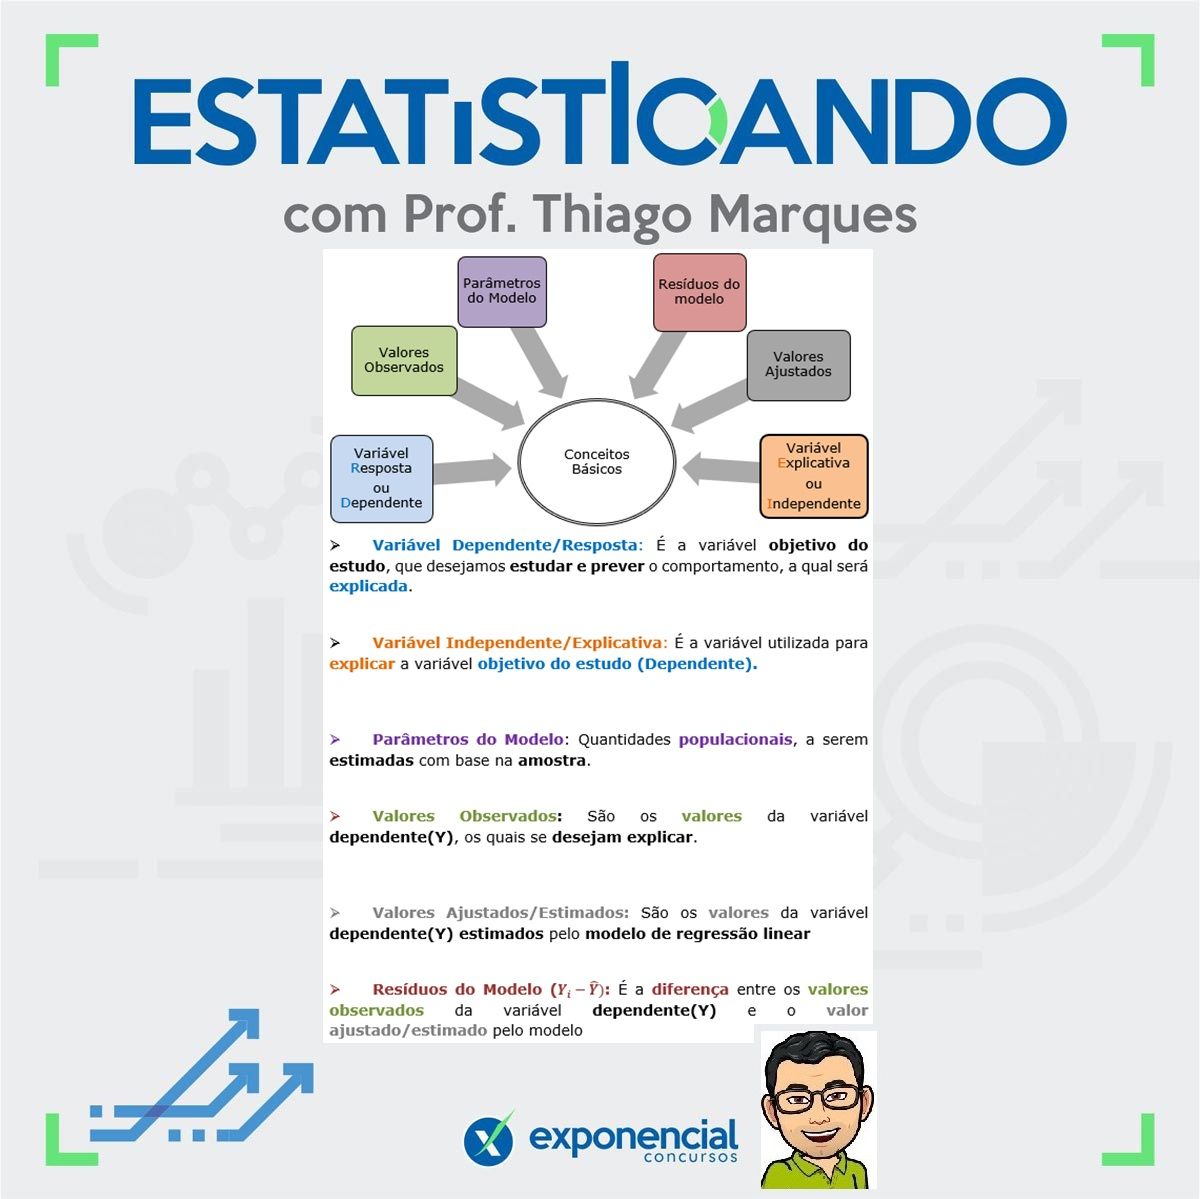 ESTATıSTÍCANDO
com Prof. Thiago Marques
Parâmetros
do Modelo
Resíduos do
modelo
Valores
Observados
Valores
Ajustados
Variável
Resposta
ou
Dependente
Conceitos
Básicos
Variável
Explicativa
ou
Independente
➢ Variável Dependente/Resposta: É a variável objetivo do
estudo, que desejamos estudar e prever o comportamento, a qual será
explicada.
➢ Variável Independente/Explicativa: É a variável utilizada para
explicar a variável objetivo do estudo (Dependente).
➢ Parâmetros do Modelo: Quantidades populacionais, a serem
estimadas com base na amostra.
➢ Valores Observados: São os valores da variável
dependente(Y), os quais se desejam explicar.
➢ Valores Ajustados/Estimados: São os valores da variável
dependente(Y) estimados pelo modelo de regressão linear
➢ Resíduos do Modelo (Yᵢ − Ŷ): É a diferença entre os valores
observados da variável dependente(Y) e o valor
ajustado/estimado pelo modelo
exponencial
concursos